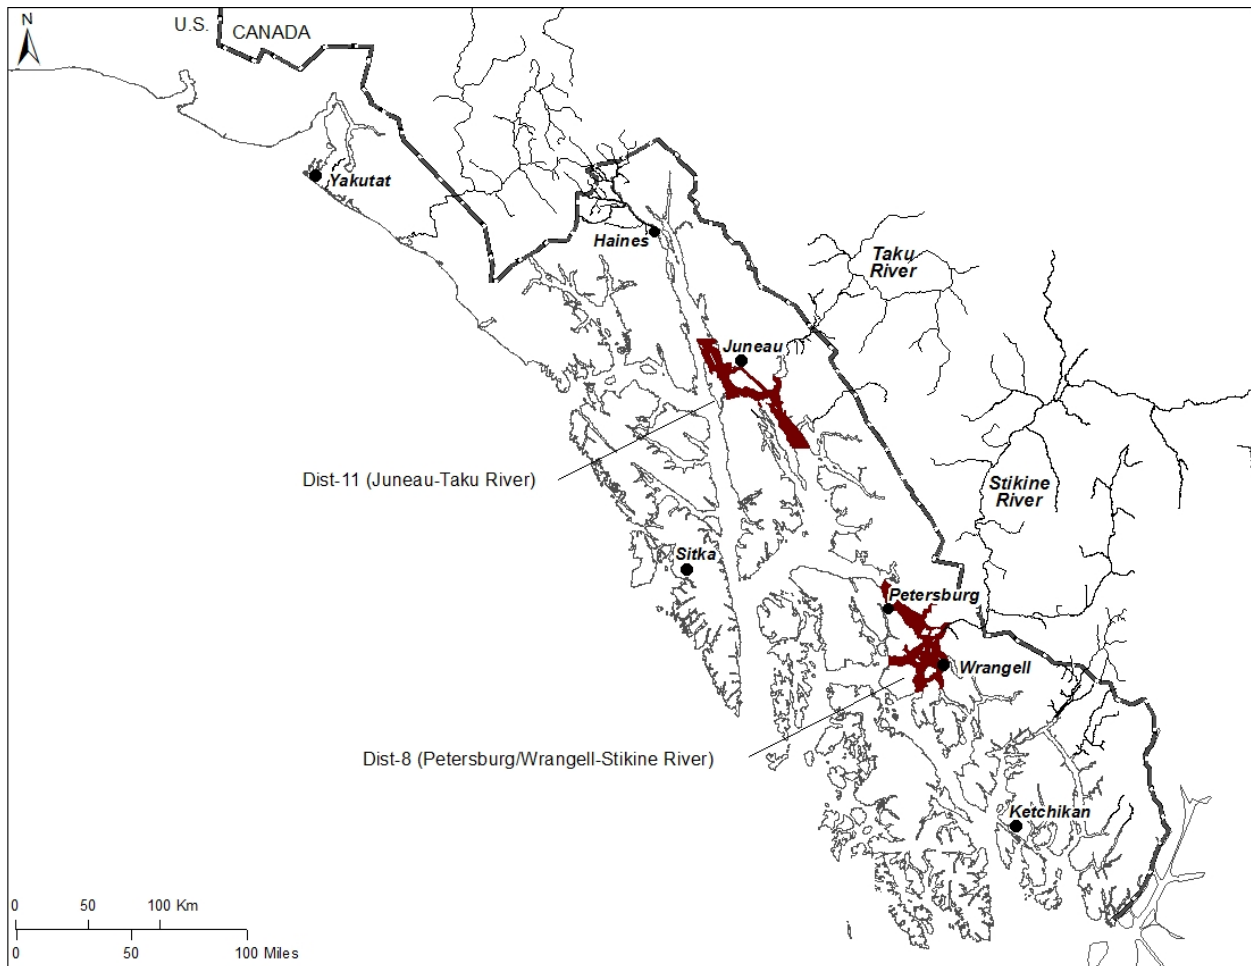 N
U.S.
CANADA
Yakutat
Haines
Taku
River
Juneau
Dist-11 (Juneau-Taku River)
Stikine
River
Sitka
Petersburg
Wrangell
Dist-8 (Petersburg/Wrangell-Stikine River)
Ketchikan
0 50 100 Km
0 50 100 Miles